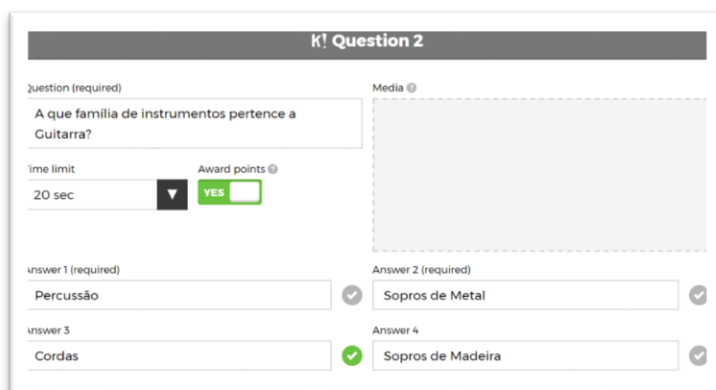 K! Question 2
Question (required)
Media
A que família de instrumentos pertence a
Guitarra?
Time limit
Award points
20 sec
YES
Answer 1 (required)
Answer 2 (required)
Percussão
Sopros de Metal
Answer 3
Answer 4
Cordas
Sopros de Madeira